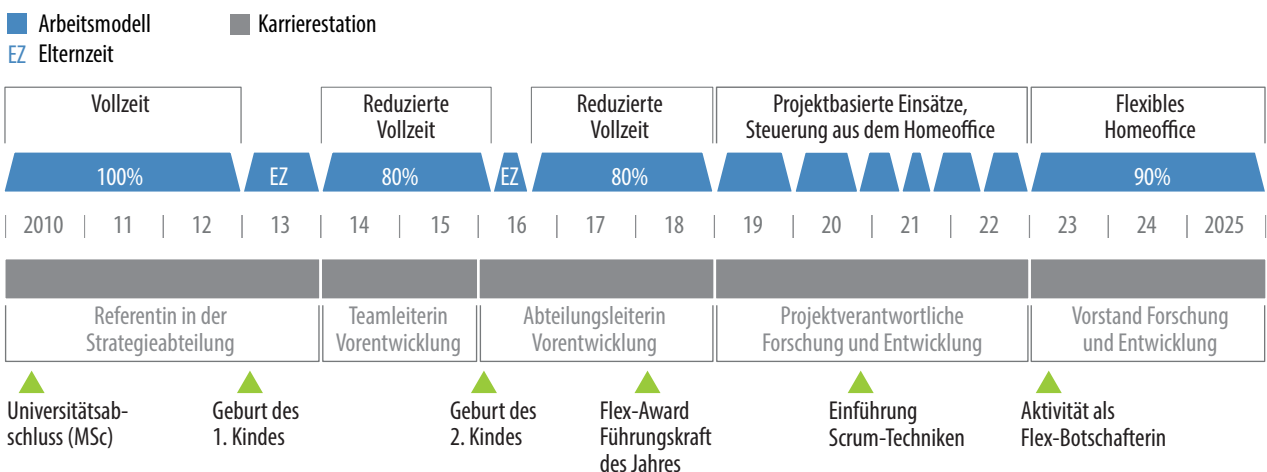 Arbeitsmodell
Karrierestation
EZ Elternzeit
Vollzeit
Reduzierte
Vollzeit
Reduzierte
Vollzeit
Projektbasierte Einsätze,
Steuerung aus dem Homeoffice
Flexibles
Homeoffice
100% EZ 80% EZ 80% 90%
2010 11 12 13 14 15 16 17 18 19 20 21 22 23 24 2025
Referentin in der
Strategieabteilung
Teamleiterin
Vorentwicklung
Abteilungsleiterin
Vorentwicklung
Projektverantwortliche
Forschung und Entwicklung
Vorstand Forschung
und Entwicklung
Universitätsab-
schluss (MSc)
Geburt des
1. Kindes
Geburt des
2. Kindes
Flex-Award
Führungskraft
des Jahres
Einführung
Scrum-Techniken
Aktivität als
Flex-Botschafterin